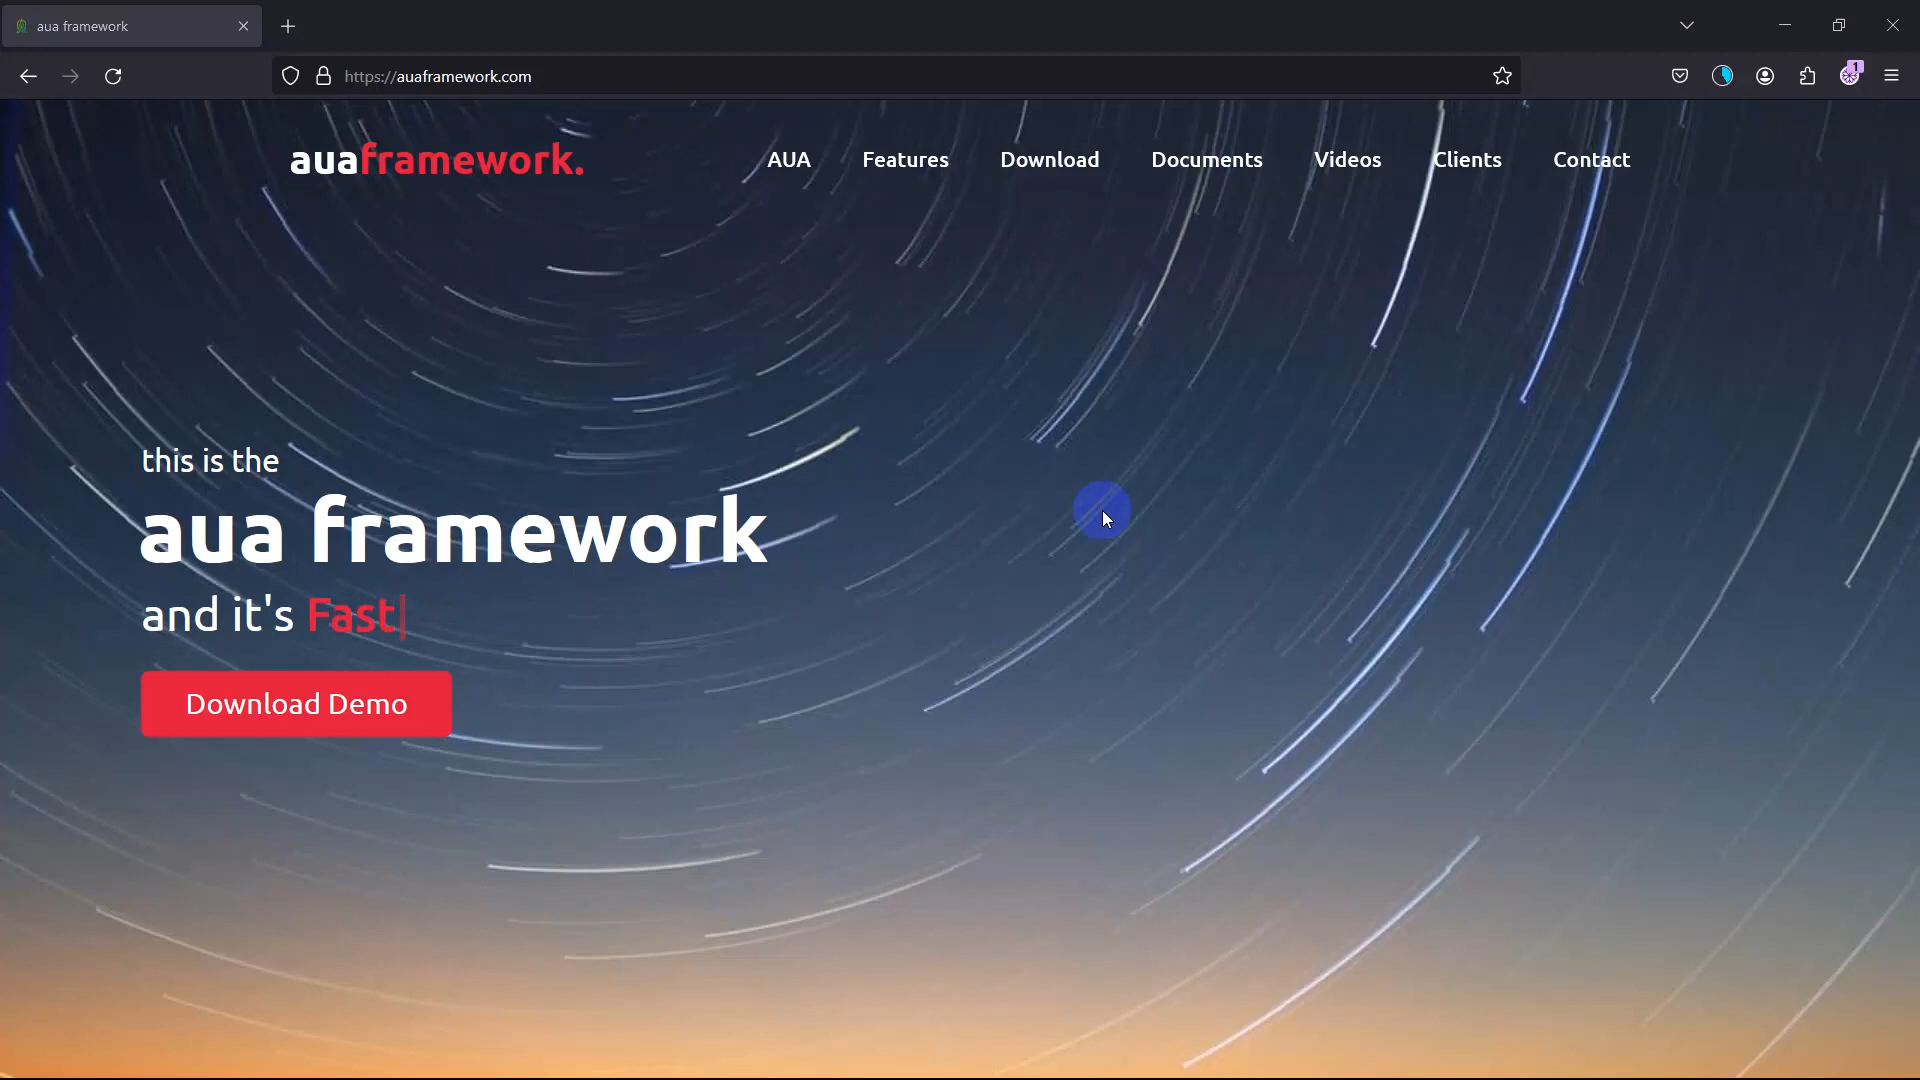 aua framework
https://auaframework.com
1
auaframework.
AUA Features Download Documents Videos Clients Contact
this is the
aua framework
and it's Fast|
Download Demo